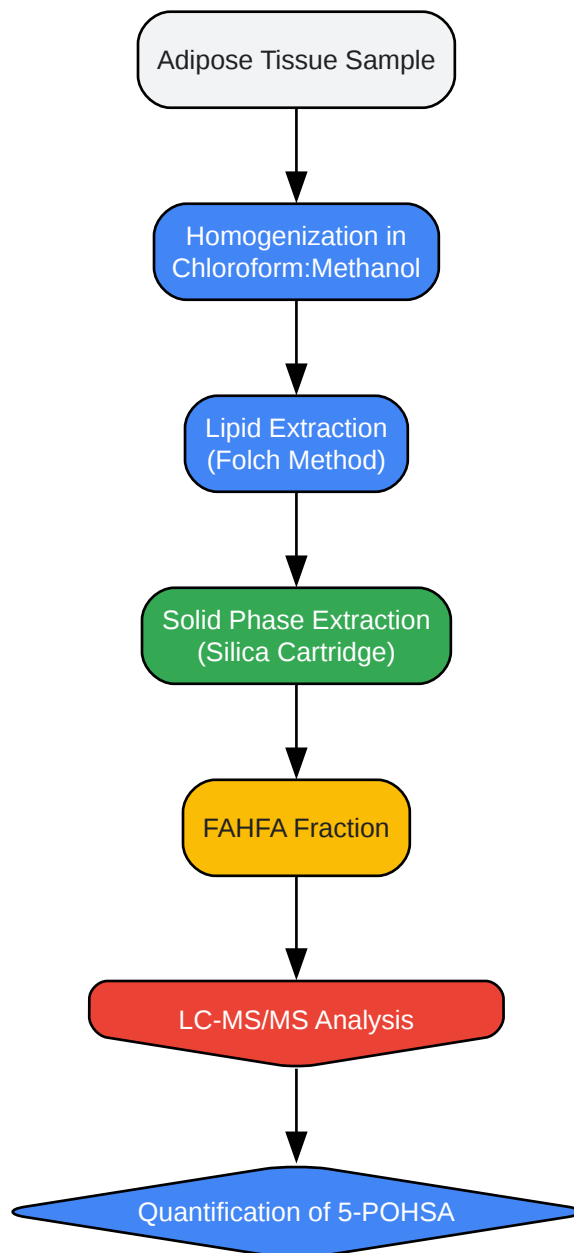 Adipose Tissue Sample
Homogenization in
Chloroform:Methanol
Lipid Extraction
(Folch Method)
Solid Phase Extraction
(Silica Cartridge)
FAHFA Fraction
LC-MS/MS Analysis
Quantification of 5-POHSA